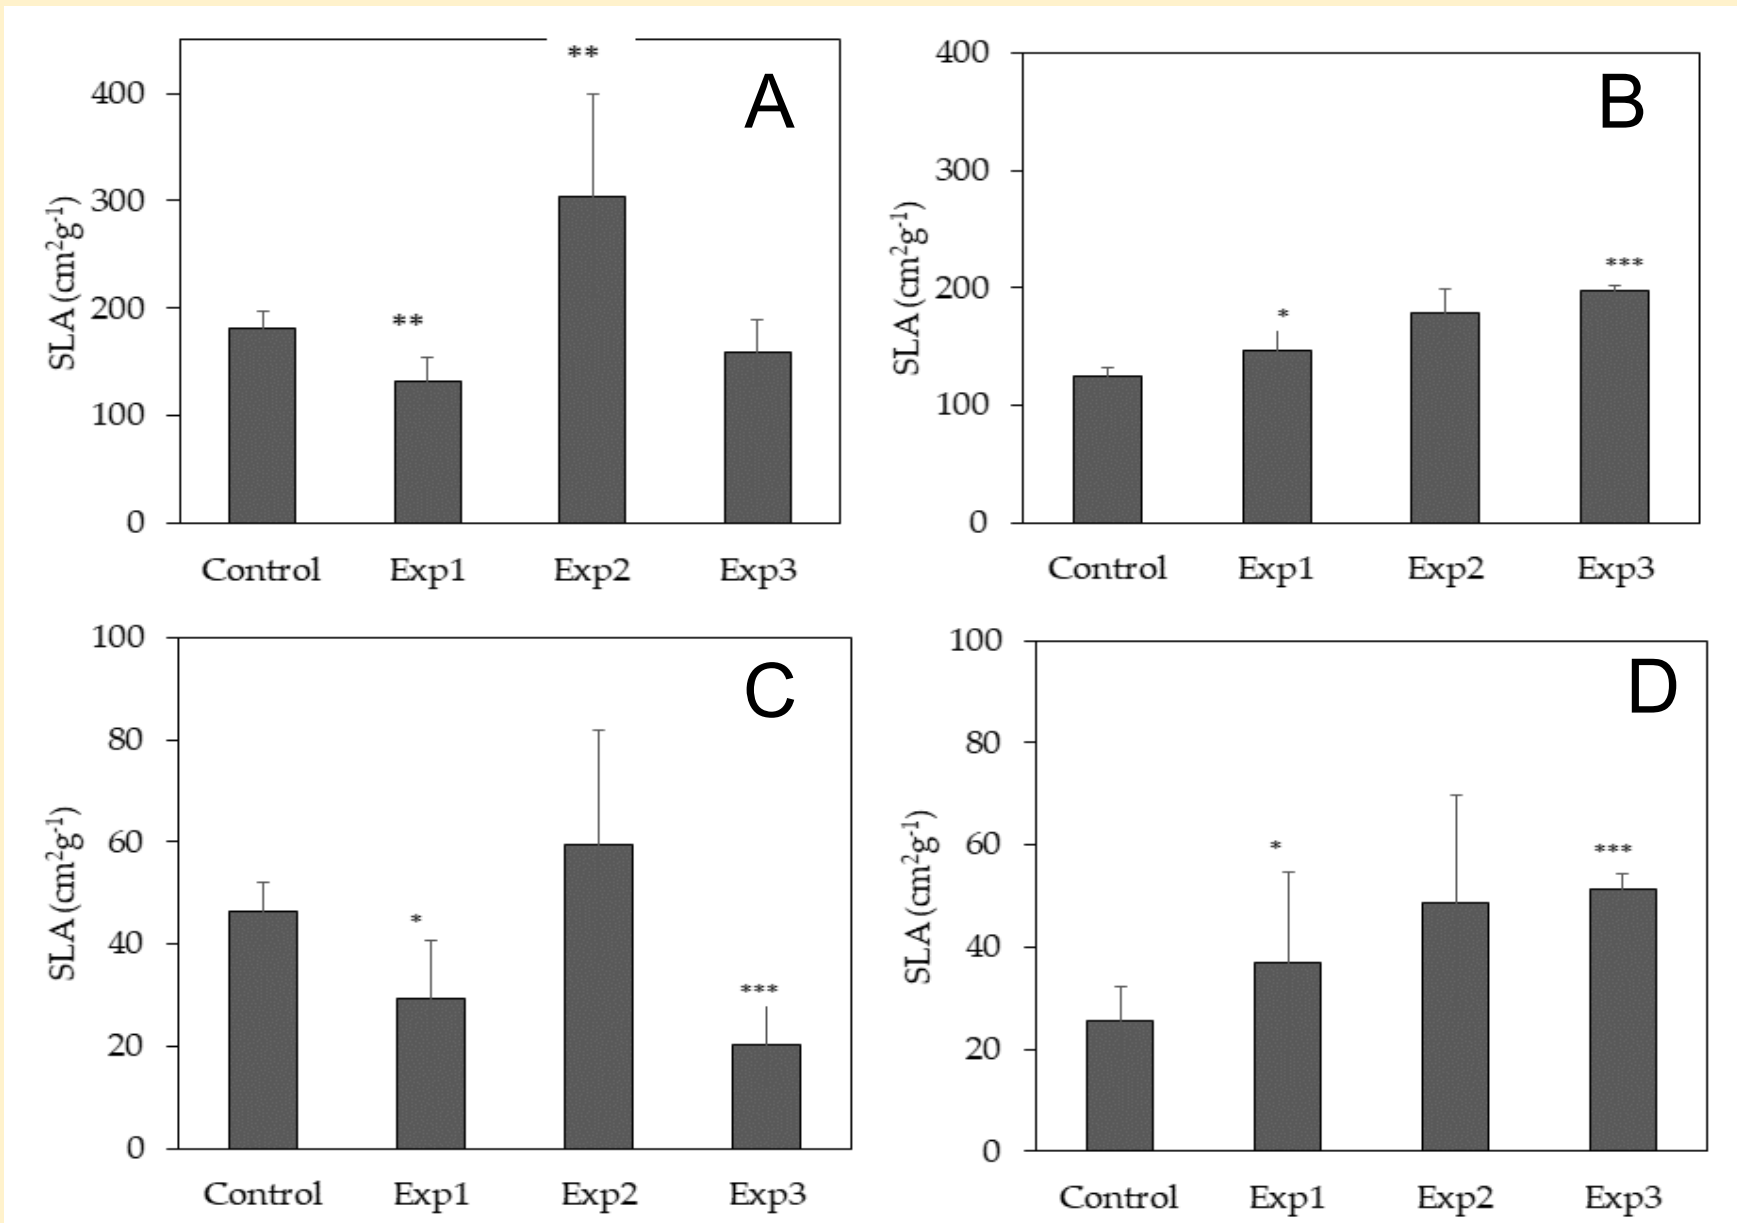 A
SLA (cm²g⁻¹)
400
300
200
100
0
**
**
Control Exp1 Exp2 Exp3
B
SLA (cm²g⁻¹)
400
300
200
100
0
*
***
Control Exp1 Exp2 Exp3
C
SLA (cm²g⁻¹)
100
80
60
40
20
0
*
***
Control Exp1 Exp2 Exp3
D
SLA (cm²g⁻¹)
100
80
60
40
20
0
*
***
Control Exp1 Exp2 Exp3